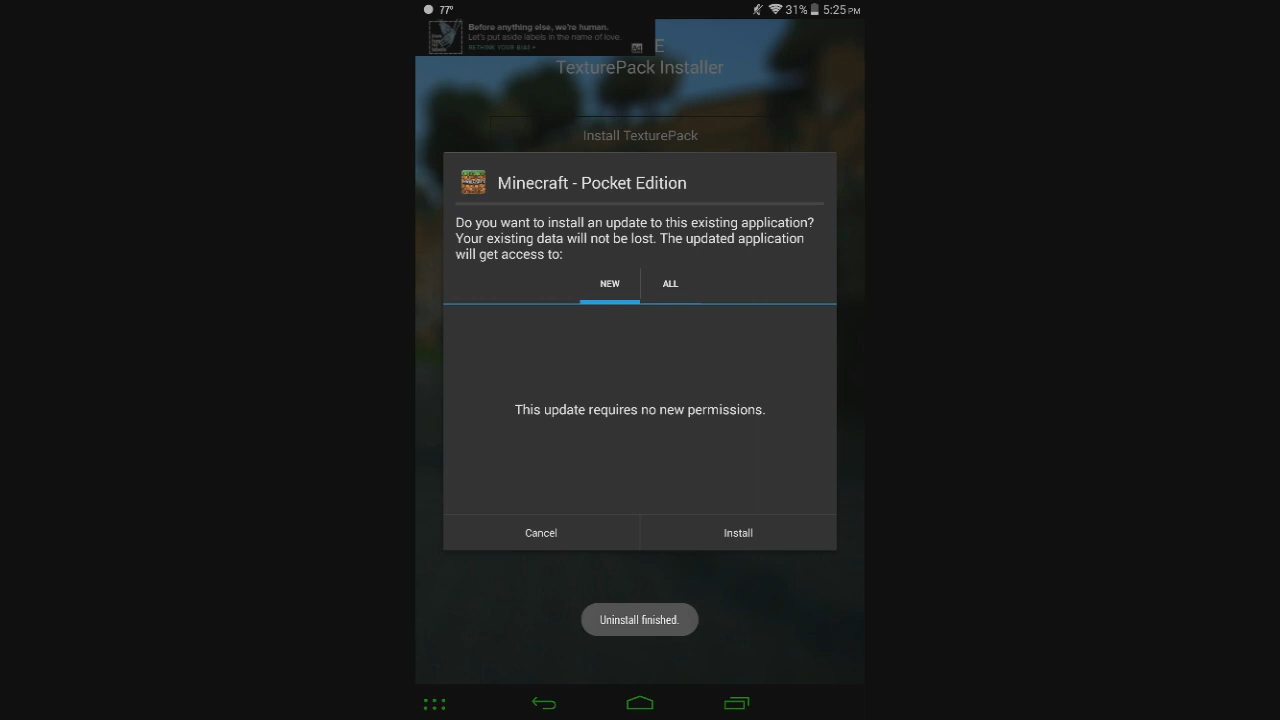 77° 31% 5:25 PM
Before anything else, we're human.
Let's put aside labels in the name of love.
RETHINK YOUR BIAS
E
TexturePack Installer
Install TexturePack
Minecraft - Pocket Edition
Do you want to install an update to this existing application?
Your existing data will not be lost. The updated application
will get access to:
NEW ALL
This update requires no new permissions.
Cancel Install
Uninstall finished.